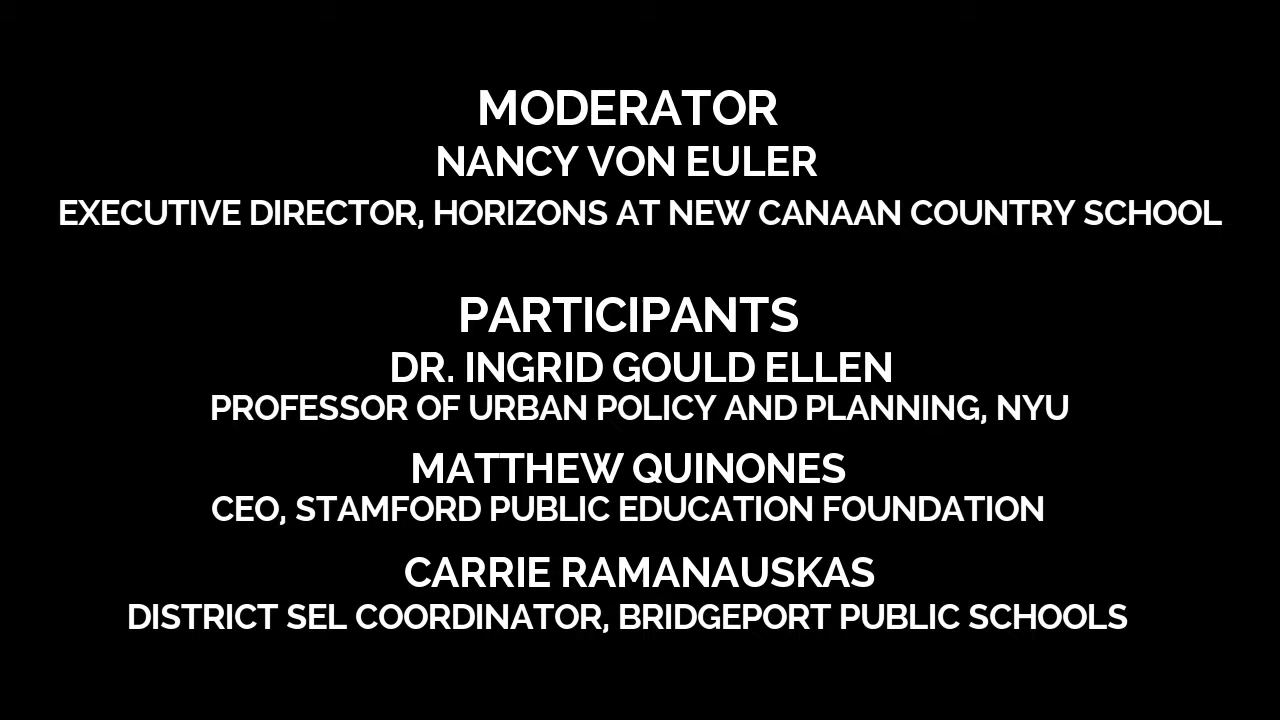 MODERATOR
NANCY VON EULER
EXECUTIVE DIRECTOR, HORIZONS AT NEW CANAAN COUNTRY SCHOOL
PARTICIPANTS
DR. INGRID GOULD ELLEN
PROFESSOR OF URBAN POLICY AND PLANNING, NYU
MATTHEW QUINONES
CEO, STAMFORD PUBLIC EDUCATION FOUNDATION
CARRIE RAMANAUSKAS
DISTRICT SEL COORDINATOR, BRIDGEPORT PUBLIC SCHOOLS